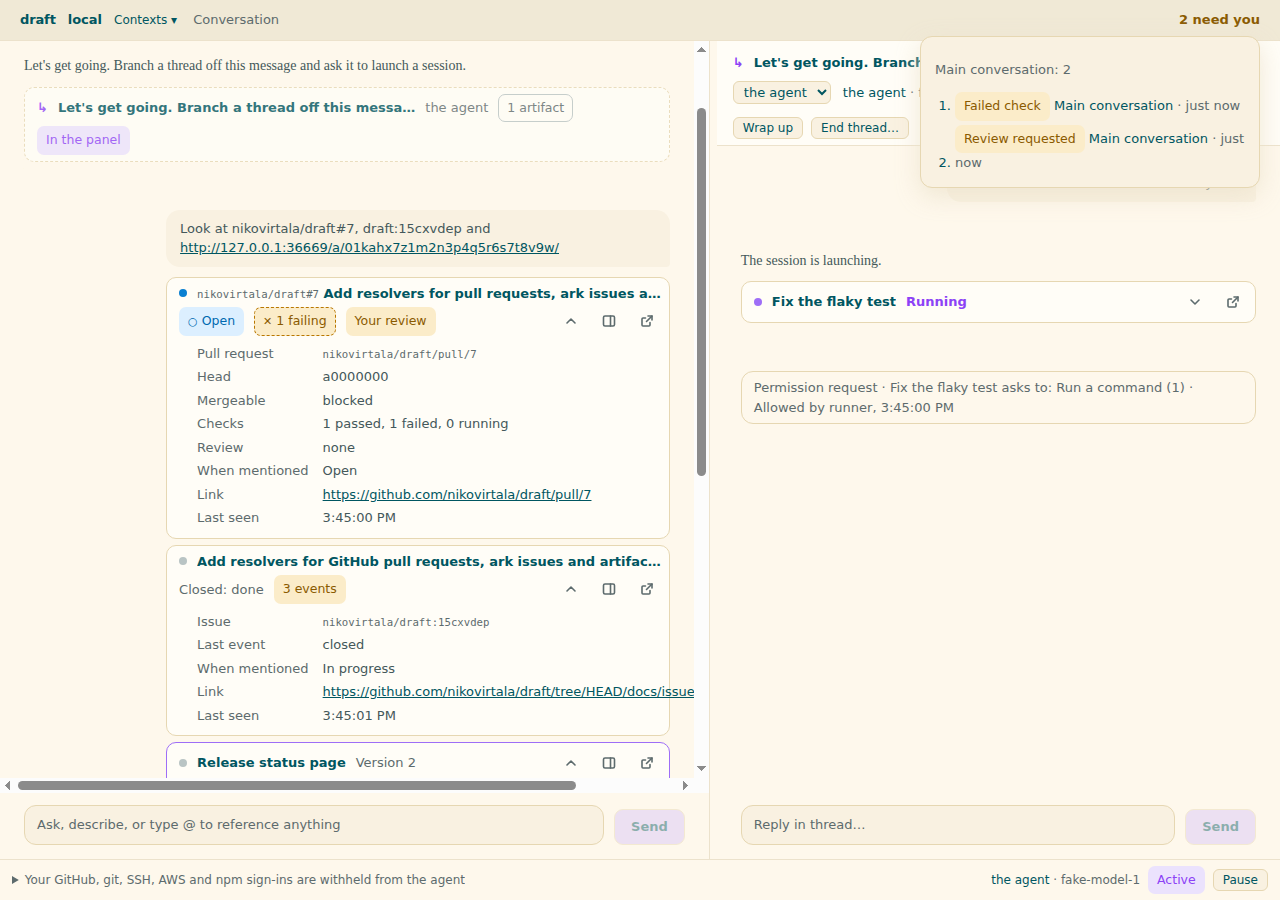 draft local Contexts ▾ Conversation
2 need you
Let's get going. Branch a thread off this message and ask it to launch a session.
↳ Let's get going. Branch a thread off this messa… the agent 1 artifact
In the panel
Look at nikovirtala/draft#7, draft:15cxvdep and
http://127.0.0.1:36669/a/01kahx7z1m2n3p4q5r6s7t8v9w/
nikovirtala/draft#7 Add resolvers for pull requests, ark issues a…
○ Open × 1 failing Your review
Pull request nikovirtala/draft/pull/7
Head a0000000
Mergeable blocked
Checks 1 passed, 1 failed, 0 running
Review none
When mentioned Open
Link https://github.com/nikovirtala/draft/pull/7
Last seen 3:45:00 PM
Add resolvers for GitHub pull requests, ark issues and artifac…
Closed: done 3 events
Issue nikovirtala/draft:15cxvdep
Last event closed
When mentioned In progress
Link https://github.com/nikovirtala/draft/tree/HEAD/docs/issue
Last seen 3:45:01 PM
Release status page Version 2
Ask, describe, or type @ to reference anything
Send
↳ Let's get going. Branch
the agent the agent ·
Wrap up End thread…
Main conversation: 2
1. Failed check Main conversation · just now
Review requested Main conversation · just
2. now
The session is launching.
Fix the flaky test Running
Permission request · Fix the flaky test asks to: Run a command (1) ·
Allowed by runner, 3:45:00 PM
Reply in thread…
Send
▶ Your GitHub, git, SSH, AWS and npm sign-ins are withheld from the agent
the agent · fake-model-1 Active Pause